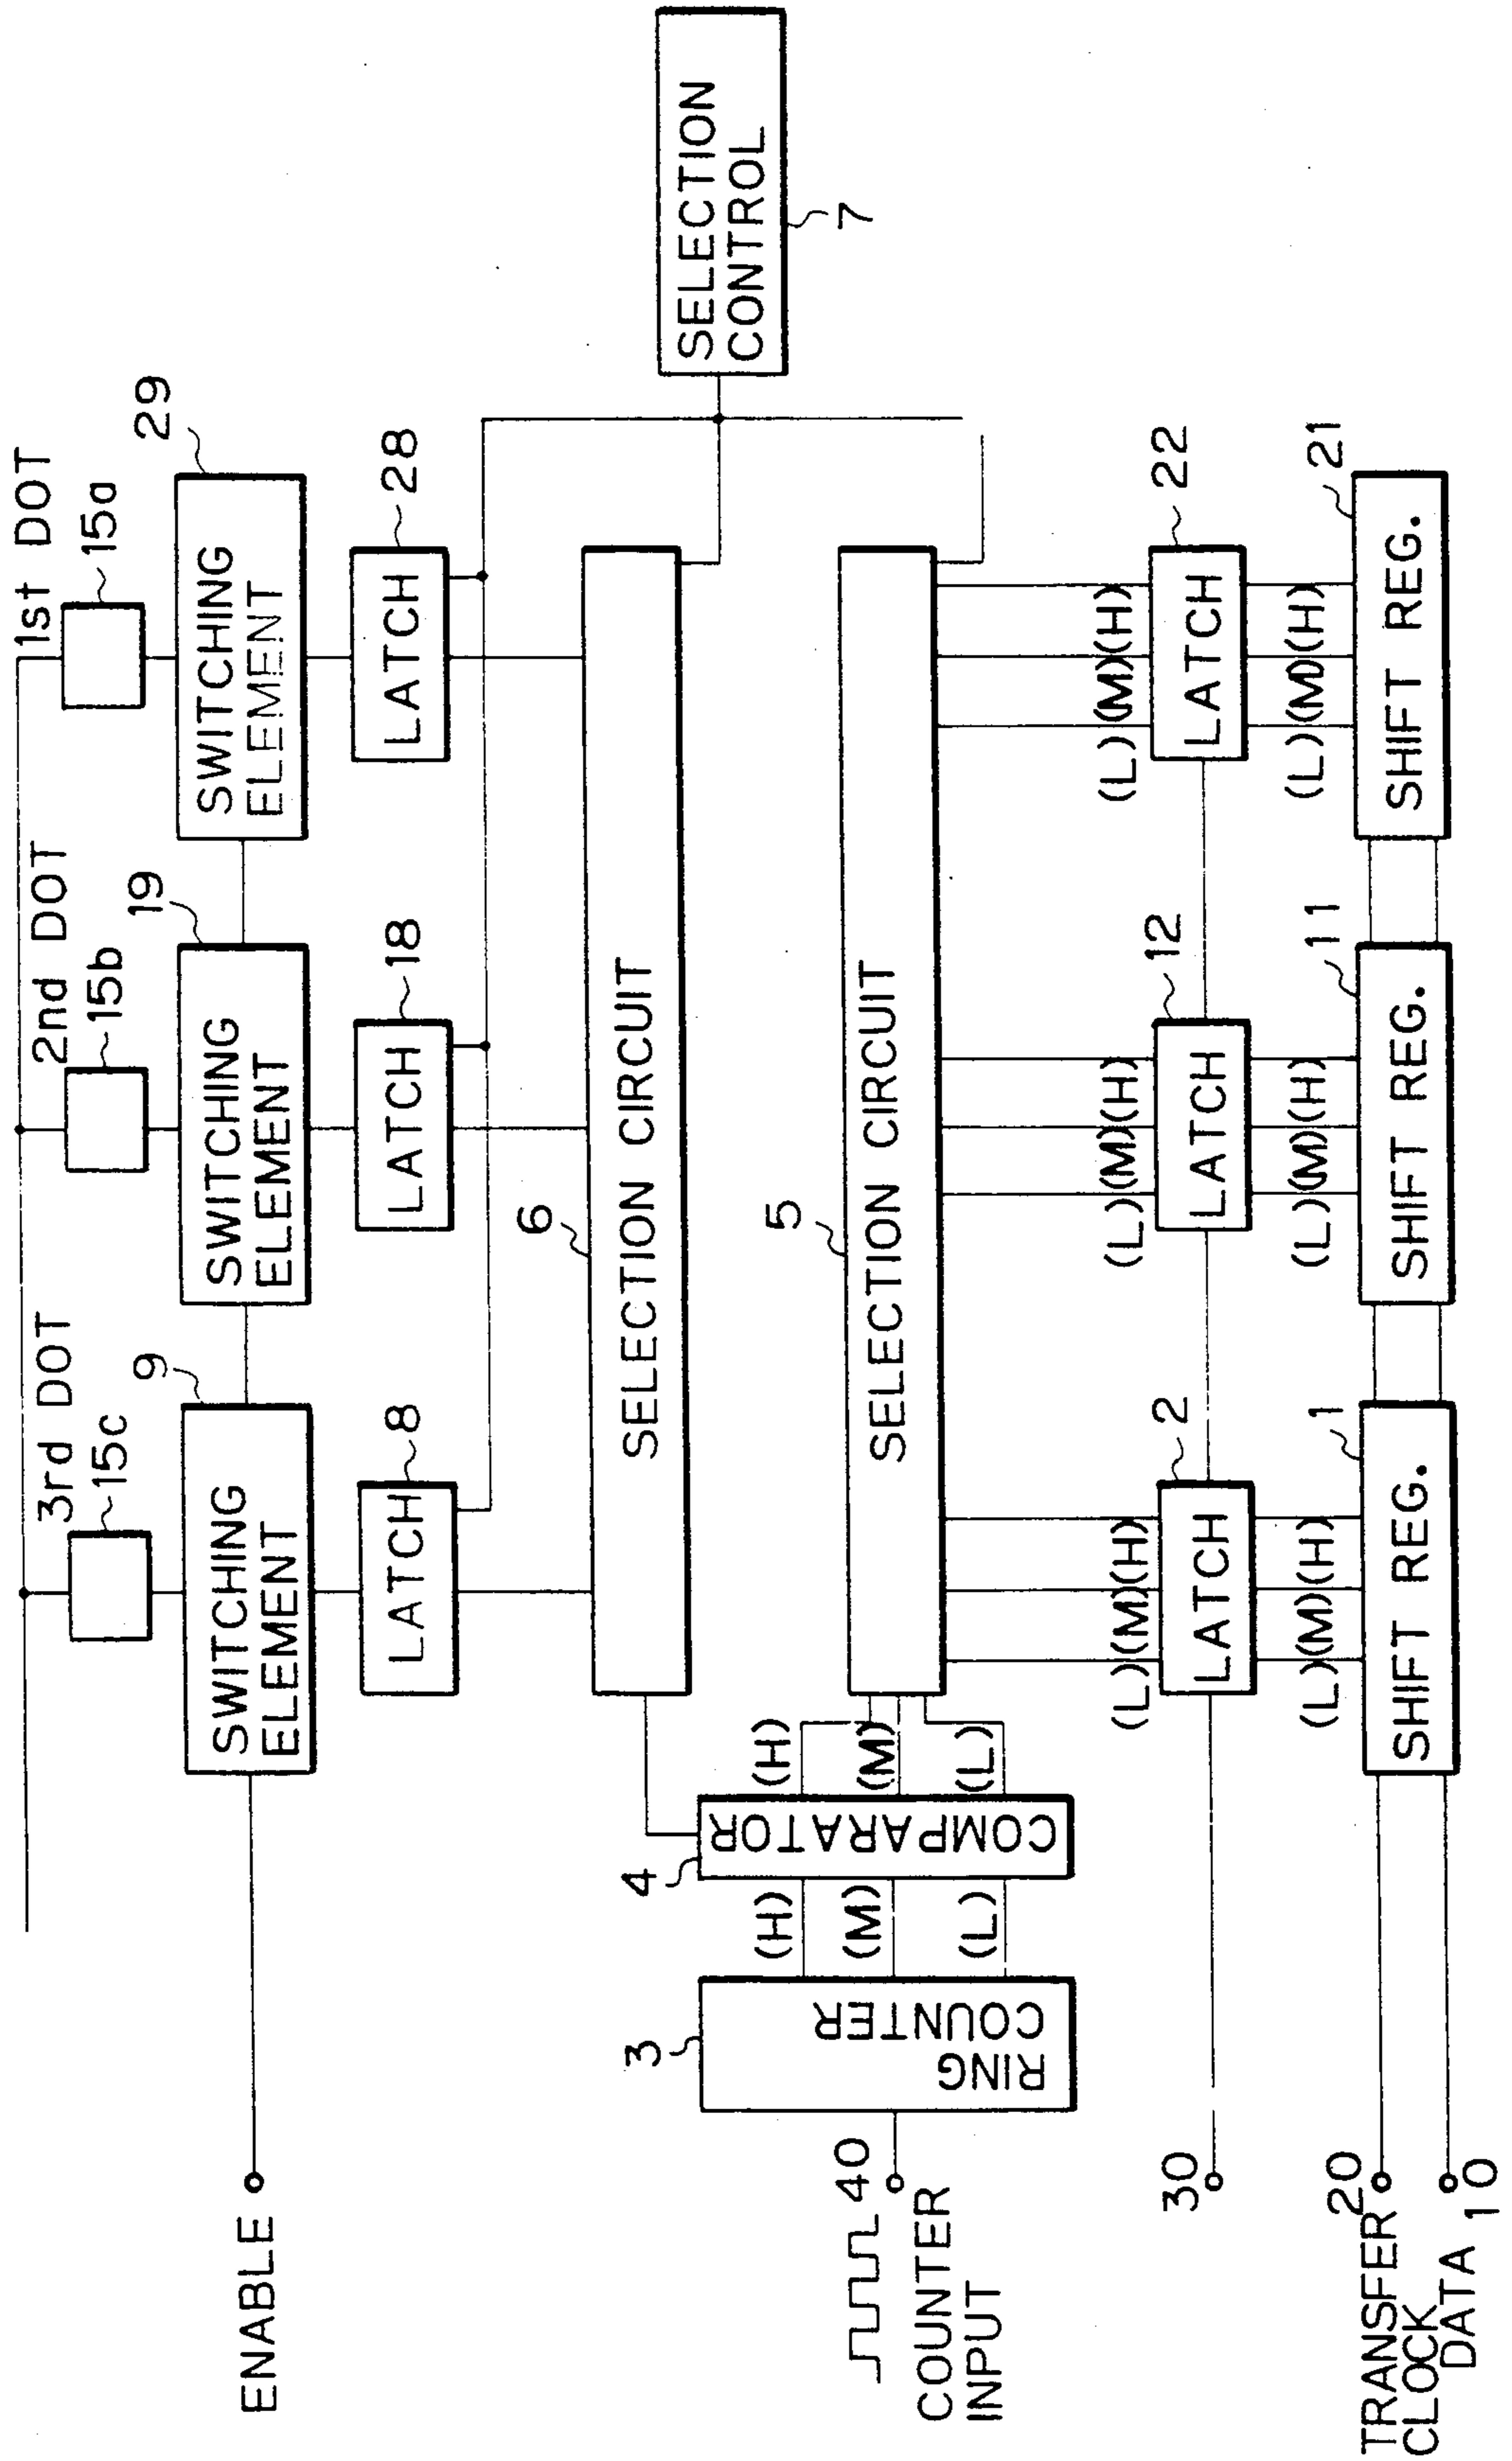 3rd DOT
2nd DOT
1st DOT
15c
15b
15a
9
19
29
ENABLE
SWITCHING
ELEMENT
SWITCHING
ELEMENT
SWITCHING
ELEMENT
LATCH
8
LATCH
18
LATCH
28
6
SELECTION CIRCUIT
SELECTION
CONTROL
7
3
RING
COUNTER
(H)
(M)
(L)
4
COMPARATOR
(H)
(M)
(L)
5
SELECTION CIRCUIT
40
COUNTER
INPUT
(L)(M)(H)
(L)(M)(H)
(L)(M)(H)
30
LATCH
2
LATCH
12
LATCH
22
(L)(M)(H)
(L)(M)(H)
(L)(M)(H)
1
11
21
TRANSFER
CLOCK
20
DATA 10
SHIFT REG.
SHIFT REG.
SHIFT REG.